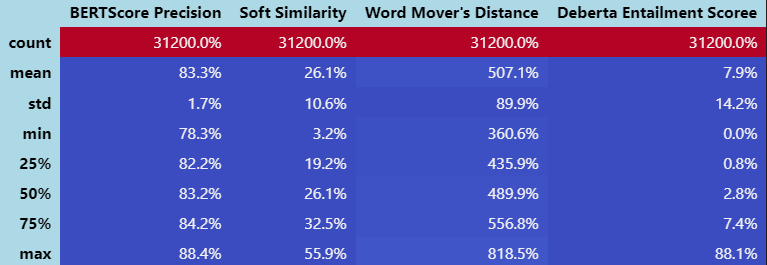 BERTScore Precision Soft Similarity Word Mover's Distance Deberta Entailment Scoree
count 31200.0% 31200.0% 31200.0% 31200.0%
mean 83.3% 26.1% 507.1% 7.9%
std 1.7% 10.6% 89.9% 14.2%
min 78.3% 3.2% 360.6% 0.0%
25% 82.2% 19.2% 435.9% 0.8%
50% 83.2% 26.1% 489.9% 2.8%
75% 84.2% 32.5% 556.8% 7.4%
max 88.4% 55.9% 818.5% 88.1%